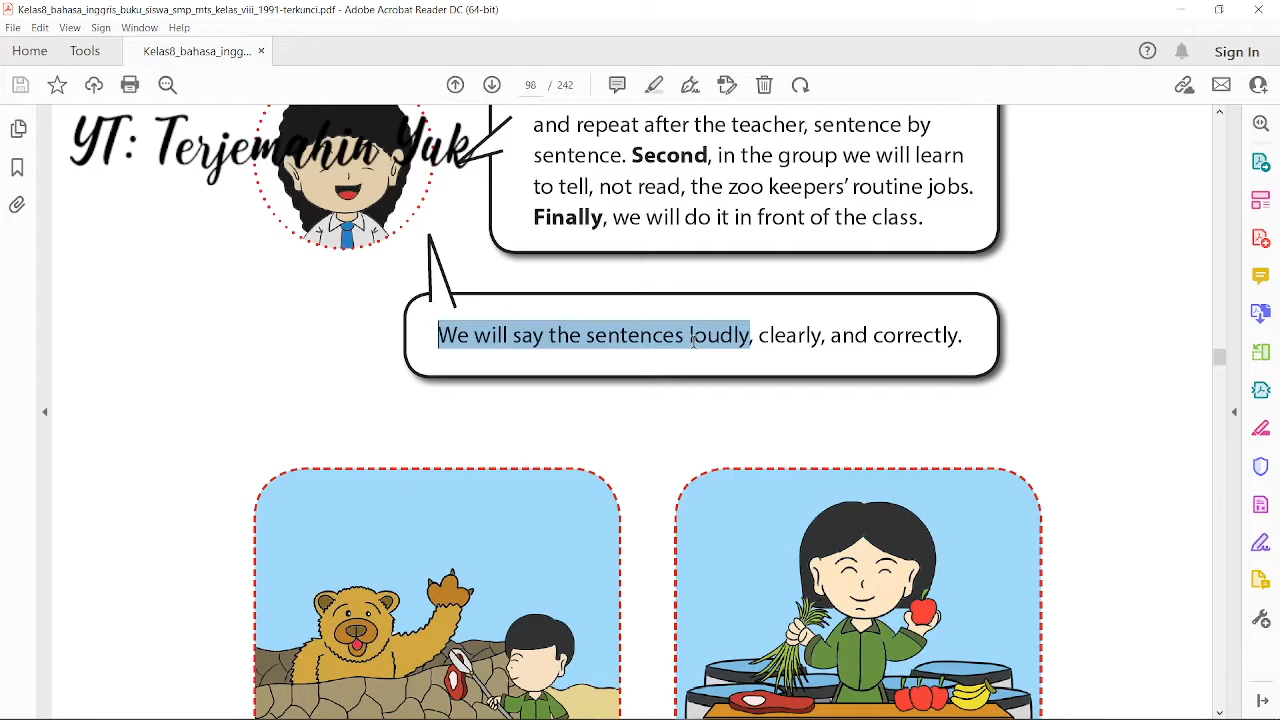 Kelas8_bahasa_inggris_buku_siswa_smp_mts_kelas_viii_1991-terkunci.pdf - Adobe Acrobat Reader DC (64-bit)
File Edit View Sign Window Help
Home Tools Kelas8_bahasa_ingg... × Sign In
98 / 242
YT: Terjemahin Yuk
and repeat after the teacher, sentence by
sentence. Second, in the group we will learn
to tell, not read, the zoo keepers’ routine jobs.
Finally, we will do it in front of the class.
We will say the sentences loudly, clearly, and correctly.